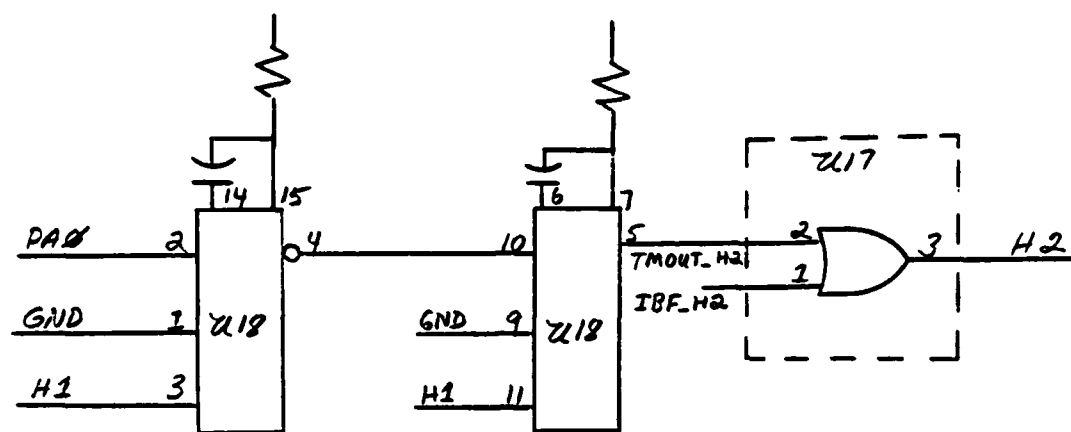 14 15
6 7
U17
PAØ 2 4 10 5 2 3 H2
TMOUT_H2
1
IBF_H2
GND 1 U18 GND 9 U18
H1 3 H1 11